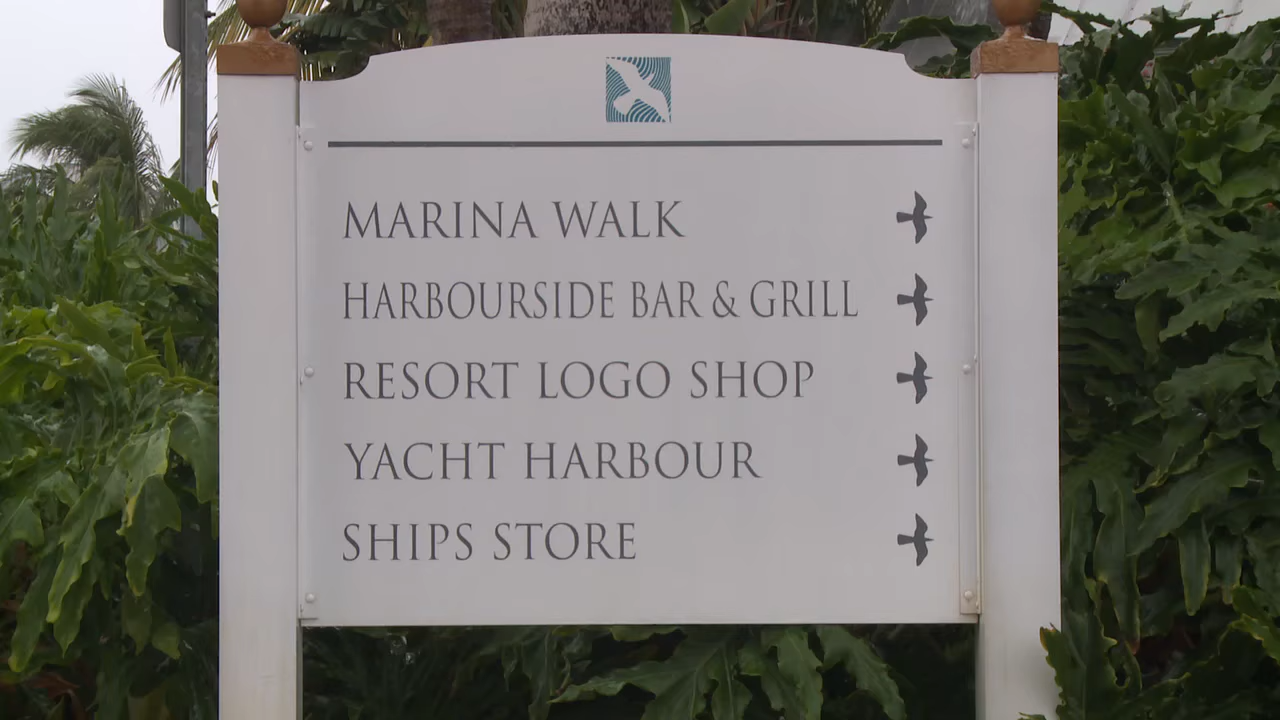 MARINA WALK
HARBOURSIDE BAR & GRILL
RESORT LOGO SHOP
YACHT HARBOUR
SHIPS STORE